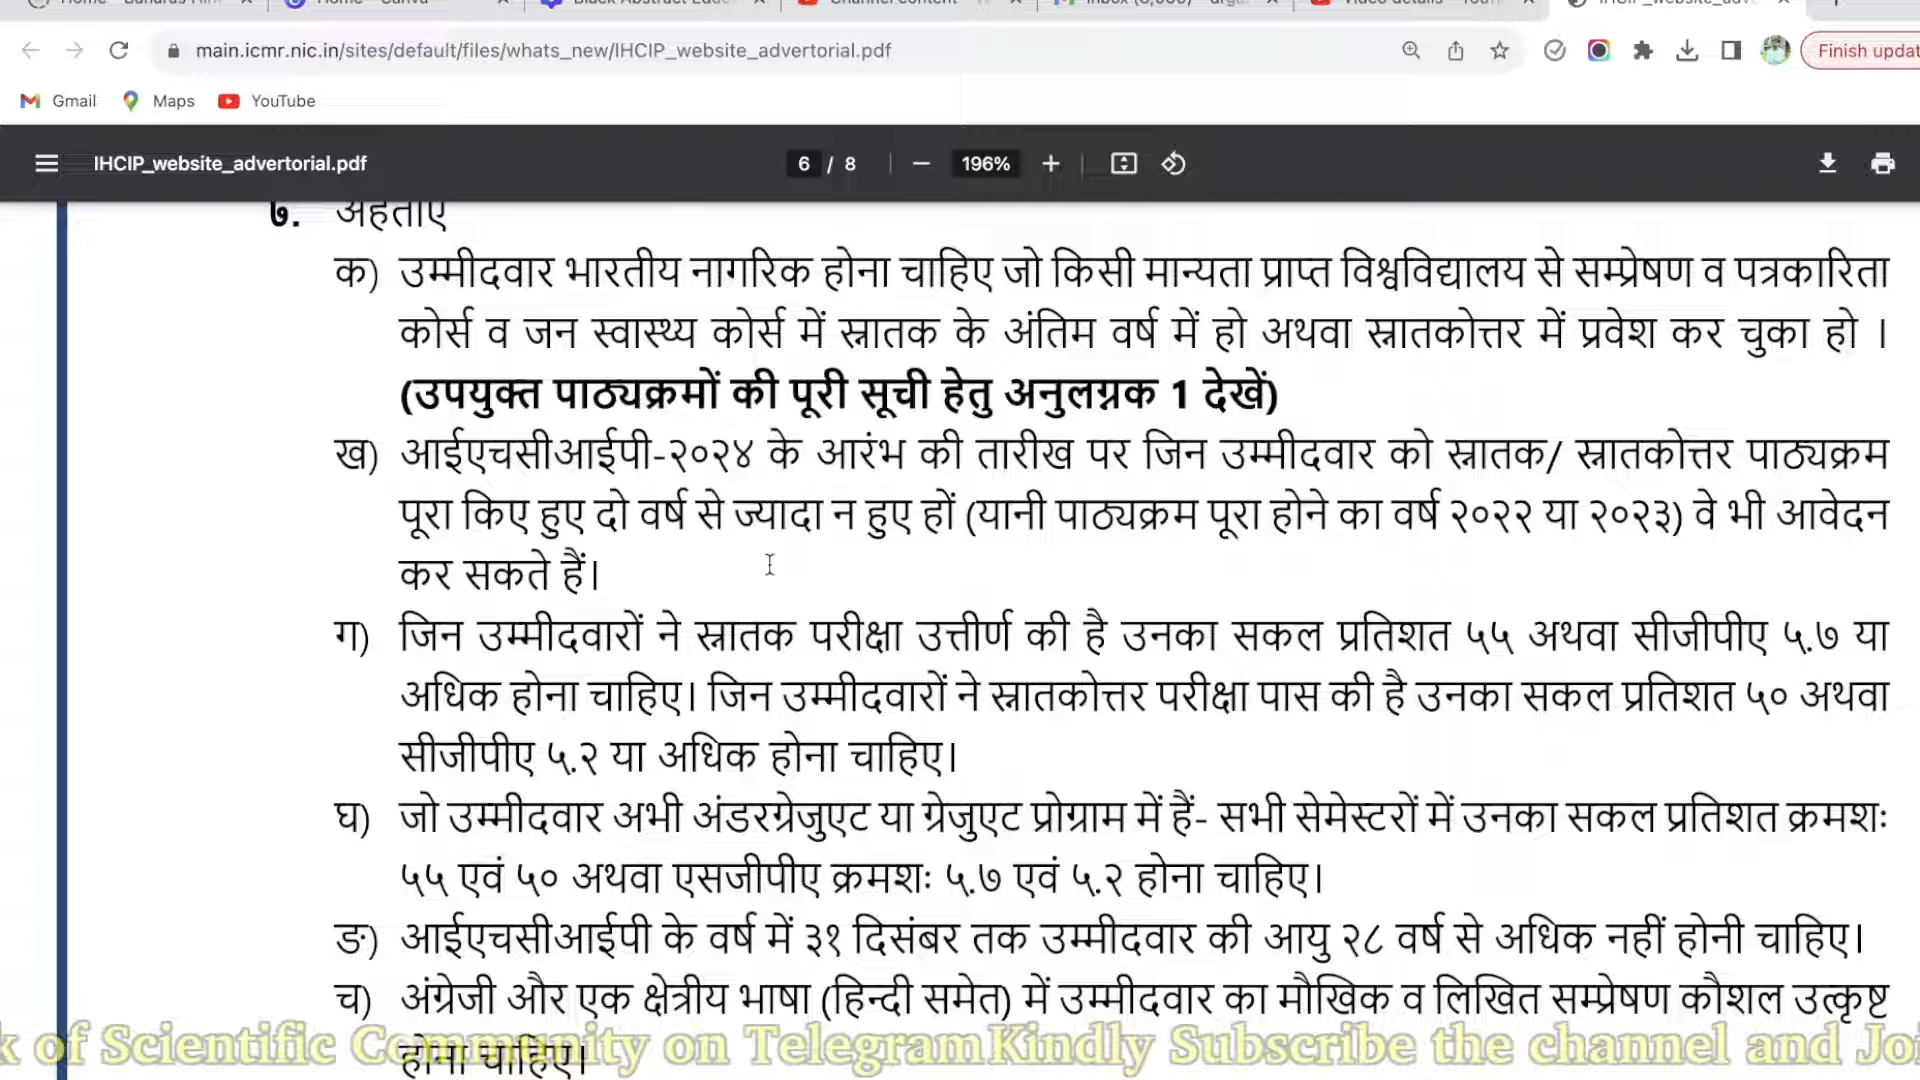 main.icmr.nic.in/sites/default/files/whats_new/IHCIP_website_advertorial.pdf
Finish updat
Gmail Maps YouTube
IHCIP_website_advertorial.pdf 6 / 8 196%
७. अर्हताएं
क) उम्मीदवार भारतीय नागरिक होना चाहिए जो किसी मान्यता प्राप्त विश्वविद्यालय से सम्प्रेषण व पत्रकारिता
कोर्स व जन स्वास्थ्य कोर्स में स्नातक के अंतिम वर्ष में हो अथवा स्नातकोत्तर में प्रवेश कर चुका हो ।
(उपयुक्त पाठ्यक्रमों की पूरी सूची हेतु अनुलग्नक 1 देखें)
ख) आईएचसीआईपी-२०२४ के आरंभ की तारीख पर जिन उम्मीदवार को स्नातक/ स्नातकोत्तर पाठ्यक्रम
पूरा किए हुए दो वर्ष से ज्यादा न हुए हों (यानी पाठ्यक्रम पूरा होने का वर्ष २०२२ या २०२३) वे भी आवेदन
कर सकते हैं।
ग) जिन उम्मीदवारों ने स्नातक परीक्षा उत्तीर्ण की है उनका सकल प्रतिशत ५५ अथवा सीजीपीए ५.७ या
अधिक होना चाहिए। जिन उम्मीदवारों ने स्नातकोत्तर परीक्षा पास की है उनका सकल प्रतिशत ५० अथवा
सीजीपीए ५.२ या अधिक होना चाहिए।
घ) जो उम्मीदवार अभी अंडरग्रेजुएट या ग्रेजुएट प्रोग्राम में हैं- सभी सेमेस्टरों में उनका सकल प्रतिशत क्रमशः
५५ एवं ५० अथवा एसजीपीए क्रमशः ५.७ एवं ५.२ होना चाहिए।
ङ) आईएचसीआईपी के वर्ष में ३१ दिसंबर तक उम्मीदवार की आयु २८ वर्ष से अधिक नहीं होनी चाहिए।
च) अंग्रेजी और एक क्षेत्रीय भाषा (हिन्दी समेत) में उम्मीदवार का मौखिक व लिखित सम्प्रेषण कौशल उत्कृष्ट
होना चाहिए।
k of Scientific Community on Telegram Kindly Subscribe the channel and Joi